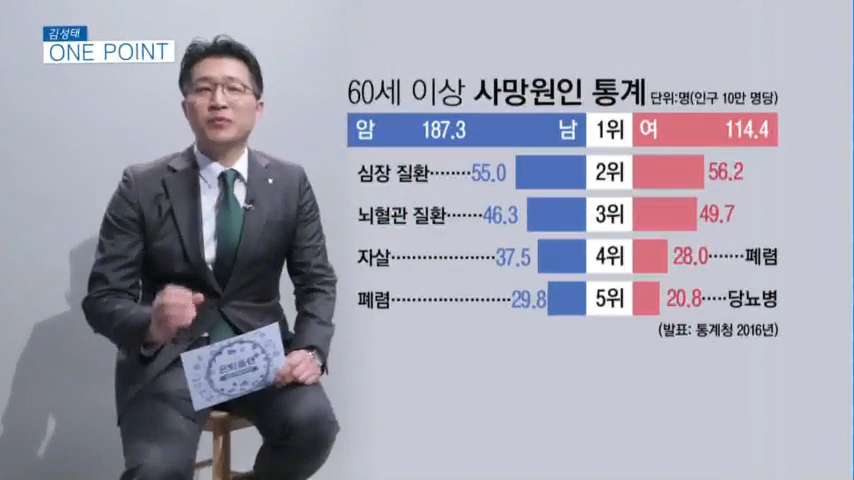 김성태
ONE POINT
60세 이상 사망원인 통계 단위:명(인구 10만 명당)
암 187.3 남 1위 여 114.4
심장 질환········55.0 2위 56.2
뇌혈관 질환······46.3 3위 49.7
자살······················37.5 4위 28.0·······폐렴
폐렴·························29.8 5위 20.8·····당뇨병
(발표: 통계청 2016년)
은퇴플랜